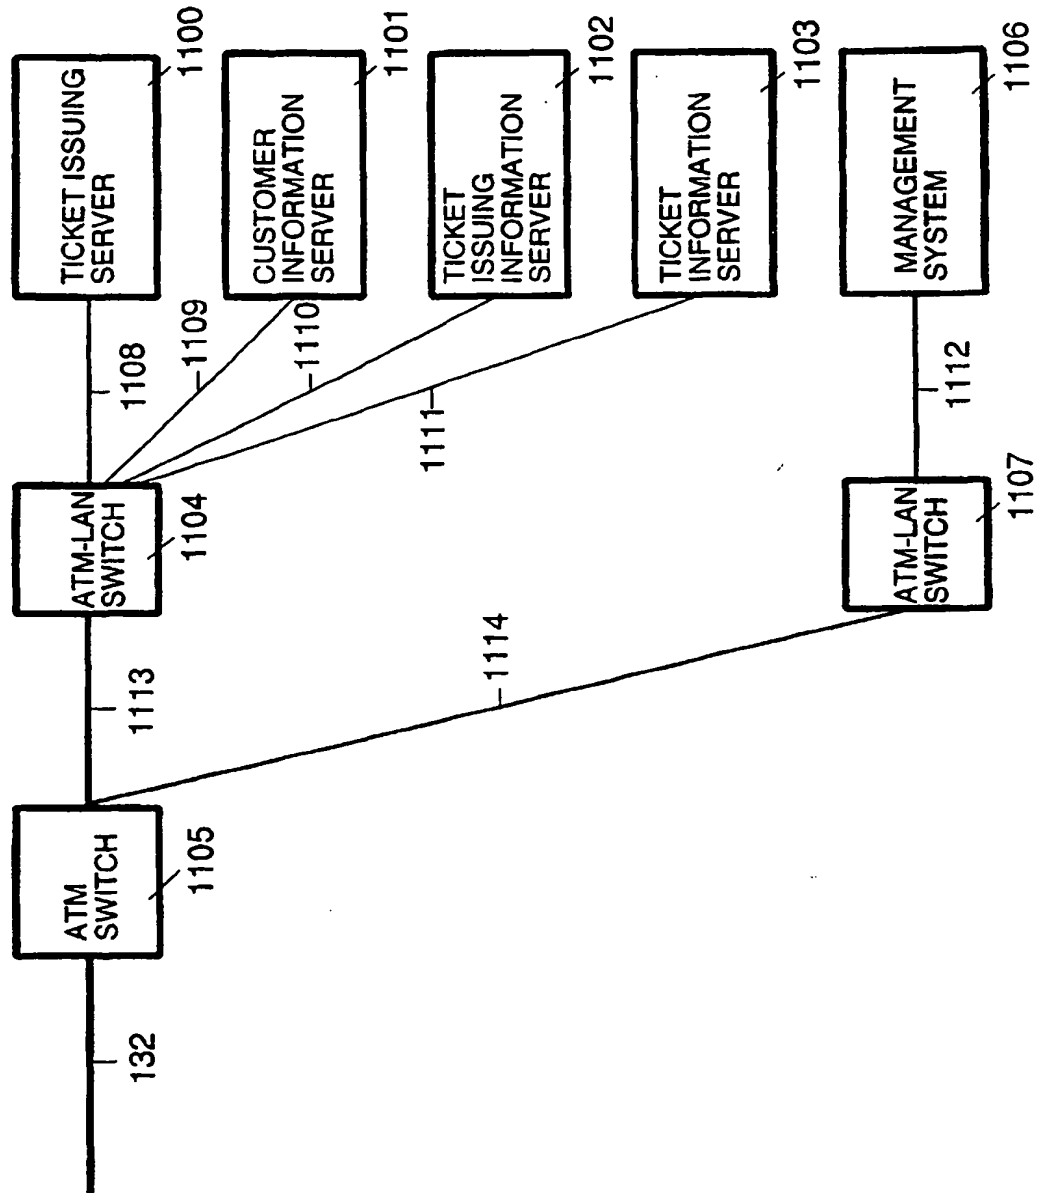 TICKET ISSUING
SERVER
1100
CUSTOMER
INFORMATION
SERVER
1101
TICKET
ISSUING
INFORMATION
SERVER
1102
TICKET
INFORMATION
SERVER
1103
MANAGEMENT
SYSTEM
1106
1108
1109
1110
1111
1112
ATM-LAN
SWITCH
1104
ATM-LAN
SWITCH
1107
1113
1114
ATM
SWITCH
1105
132